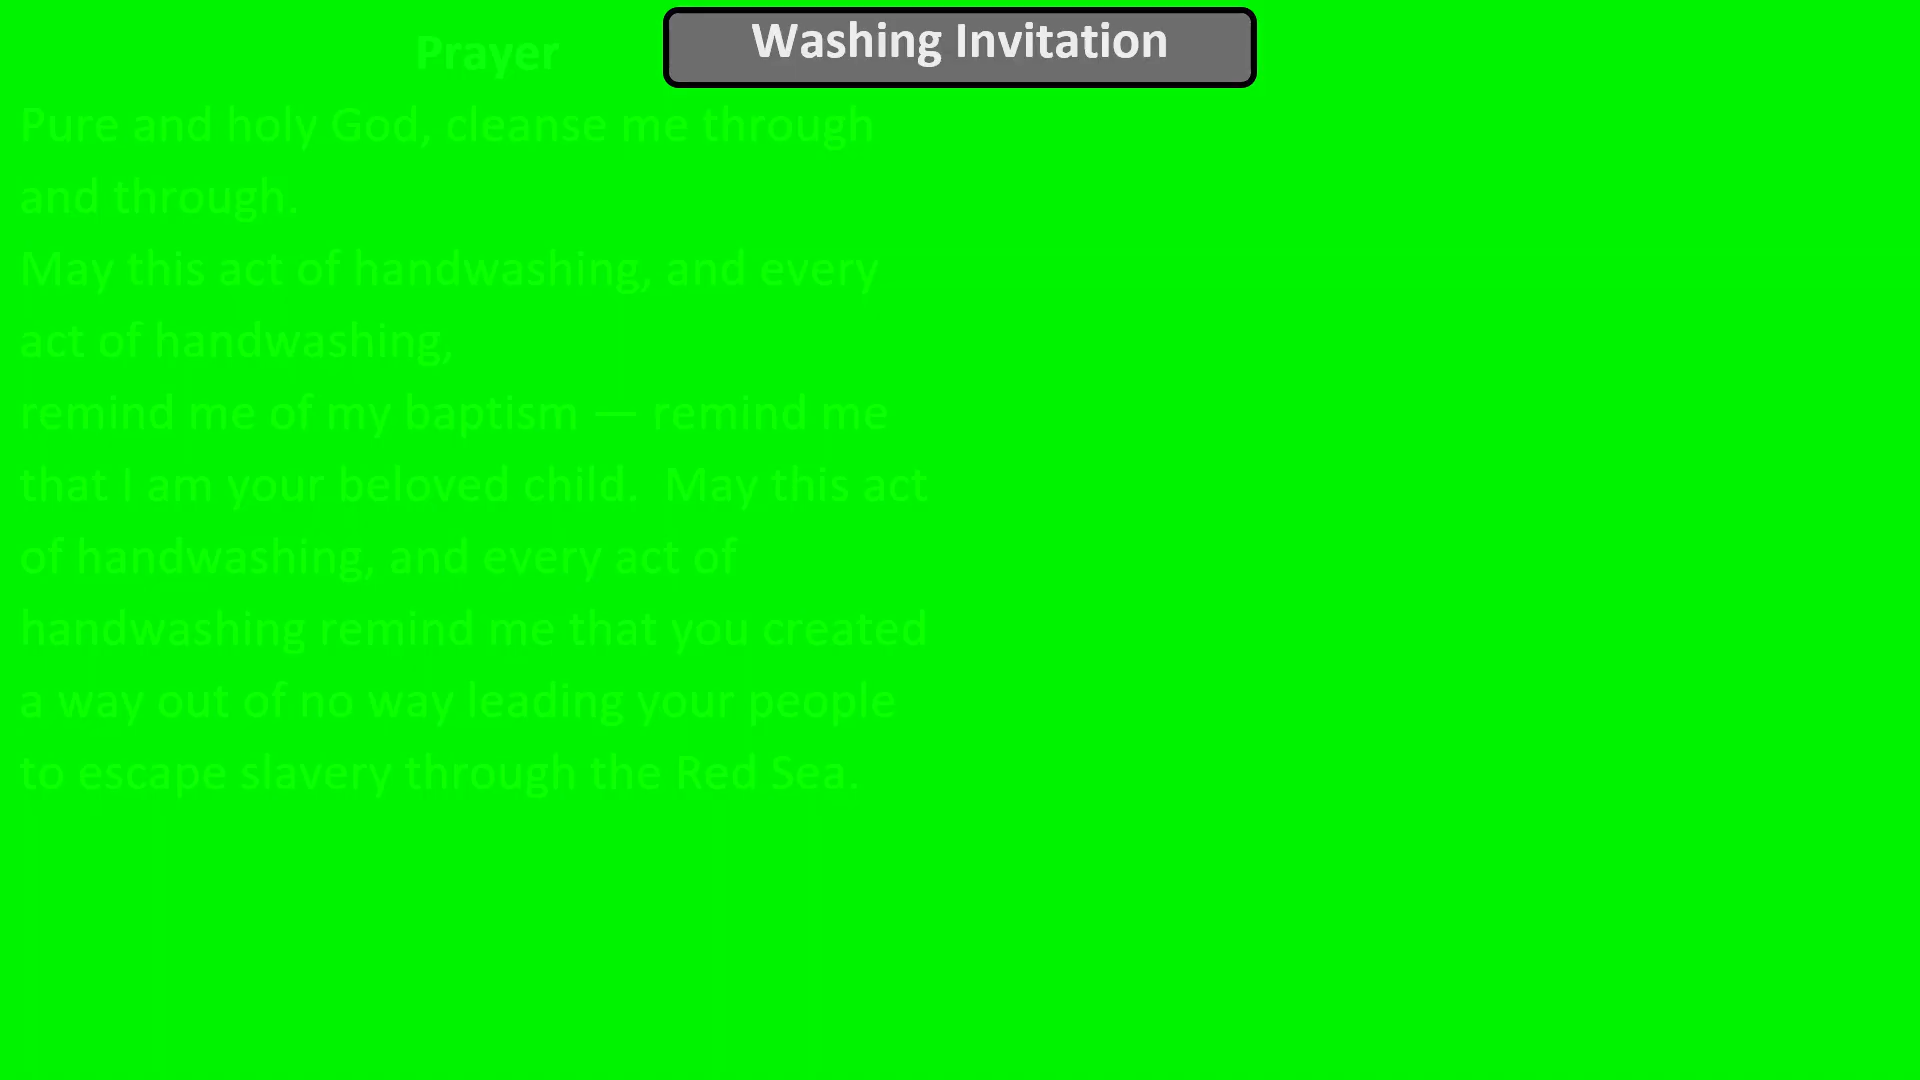 Washing Invitation
Prayer
Pure and holy God, cleanse me through
and through.
May this act of handwashing, and every
act of handwashing,
remind me of my baptism — remind me
that I am your beloved child.  May this act
of handwashing, and every act of
handwashing remind me that you created
a way out of no way leading your people
to escape slavery through the Red Sea.